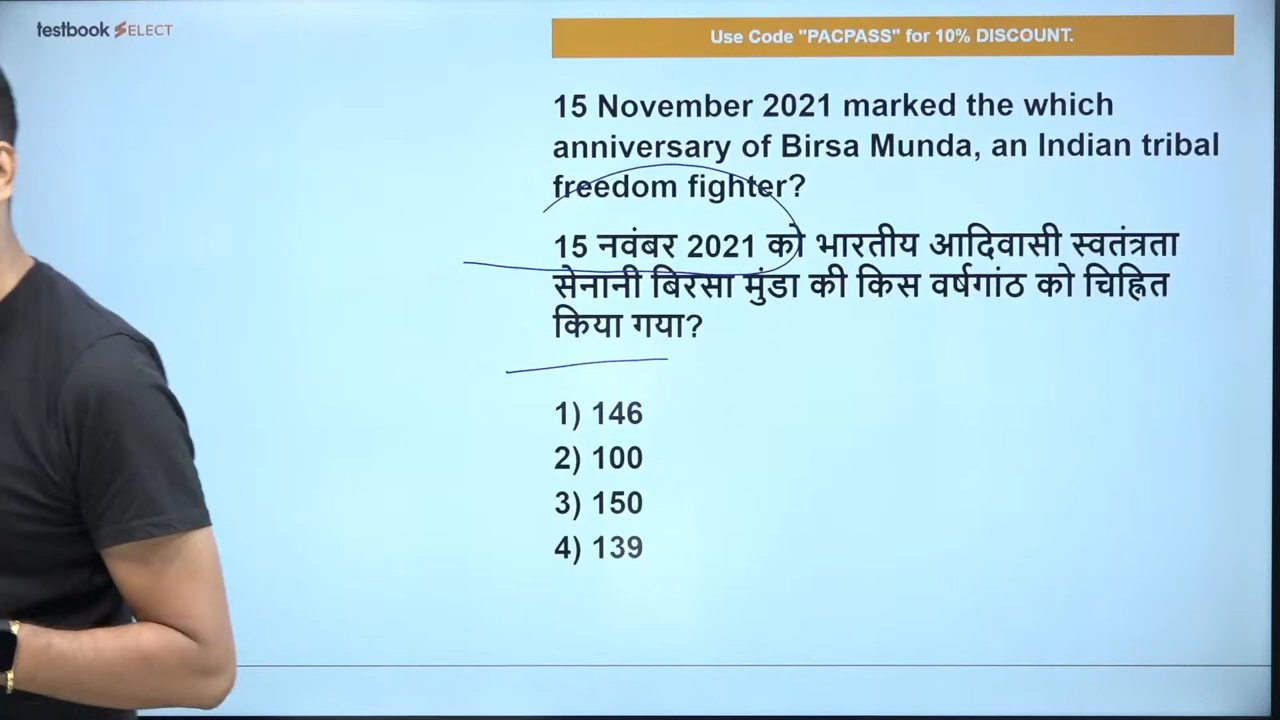 testbook SELECT
Use Code "PACPASS" for 10% DISCOUNT.
15 November 2021 marked the which
anniversary of Birsa Munda, an Indian tribal
freedom fighter?
15 नवंबर 2021 को भारतीय आदिवासी स्वतंत्रता
सेनानी बिरसा मुंडा की किस वर्षगांठ को चिह्नित
किया गया?
1) 146
2) 100
3) 150
4) 139